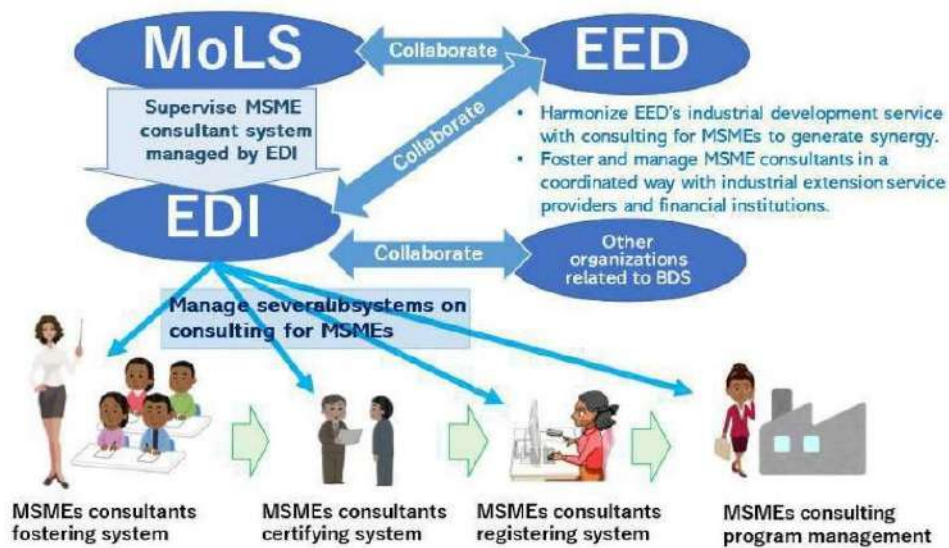 MoLS
Collaborate
EED
Supervise MSME
consultant system
managed by EDI
Collaborate
• Harmonize EED's industrial development service
with consulting for MSMEs to generate synergy.
• Foster and manage MSME consultants in a
coordinated way with industrial extension service
providers and financial institutions.
EDI
Collaborate
Other
organizations
related to BDS
Manage several subsystems on
consulting for MSMEs
MSMEs consultants
fostering system
MSMEs consultants
certifying system
MSMEs consultants
registering system
MSMEs consulting
program management